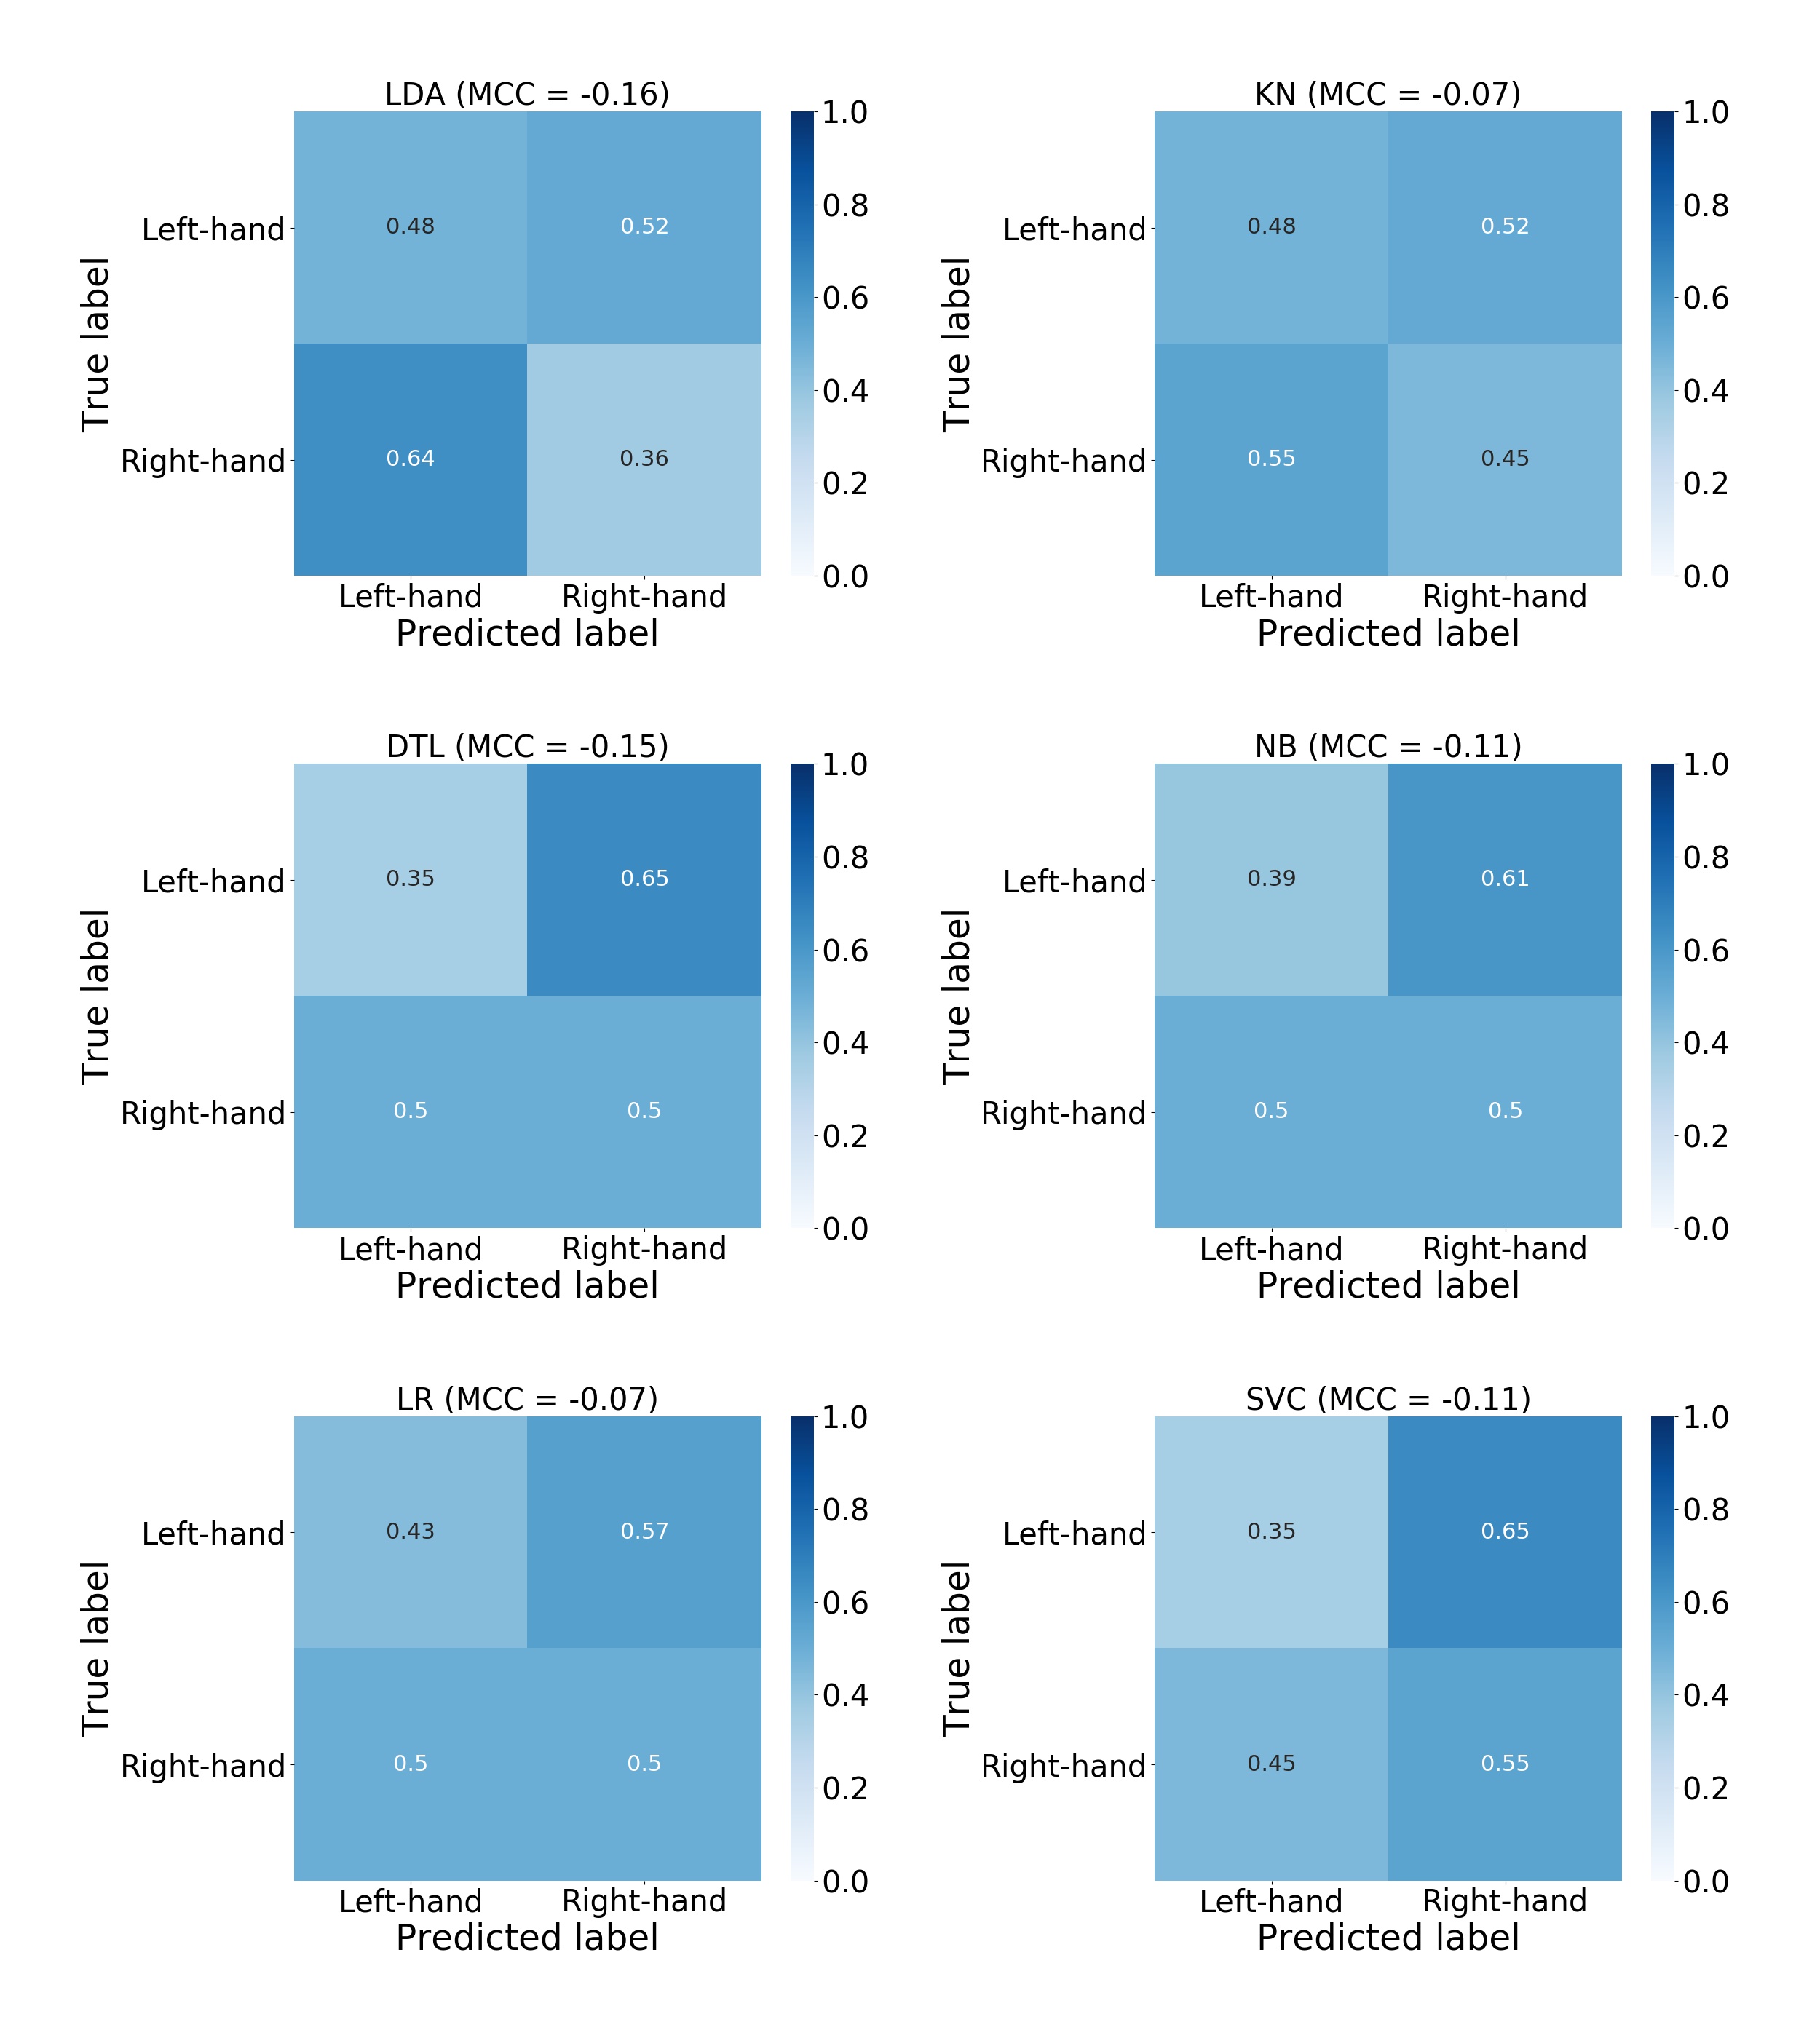 LDA (MCC = -0.16)
1.0
0.8
0.6
0.4
0.2
0.0
True label
Left-hand
0.48 0.52
Right-hand
0.64 0.36
Left-hand Right-hand
Predicted label
KN (MCC = -0.07)
1.0
0.8
0.6
0.4
0.2
0.0
True label
Left-hand
0.48 0.52
Right-hand
0.55 0.45
Left-hand Right-hand
Predicted label
DTL (MCC = -0.15)
1.0
0.8
0.6
0.4
0.2
0.0
True label
Left-hand
0.35 0.65
Right-hand
0.5 0.5
Left-hand Right-hand
Predicted label
NB (MCC = -0.11)
1.0
0.8
0.6
0.4
0.2
0.0
True label
Left-hand
0.39 0.61
Right-hand
0.5 0.5
Left-hand Right-hand
Predicted label
LR (MCC = -0.07)
1.0
0.8
0.6
0.4
0.2
0.0
True label
Left-hand
0.43 0.57
Right-hand
0.5 0.5
Left-hand Right-hand
Predicted label
SVC (MCC = -0.11)
1.0
0.8
0.6
0.4
0.2
0.0
True label
Left-hand
0.35 0.65
Right-hand
0.45 0.55
Left-hand Right-hand
Predicted label